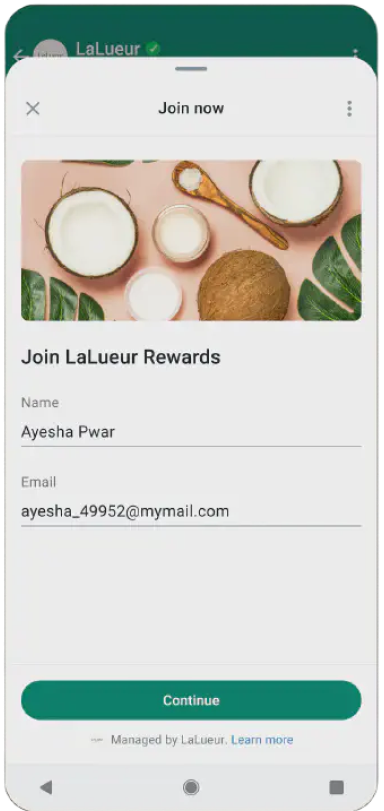 LaLueur
Join now
Join LaLueur Rewards
Name
Ayesha Pwar
Email
ayesha_49952@mymail.com
Continue
Managed by LaLueur. Learn more